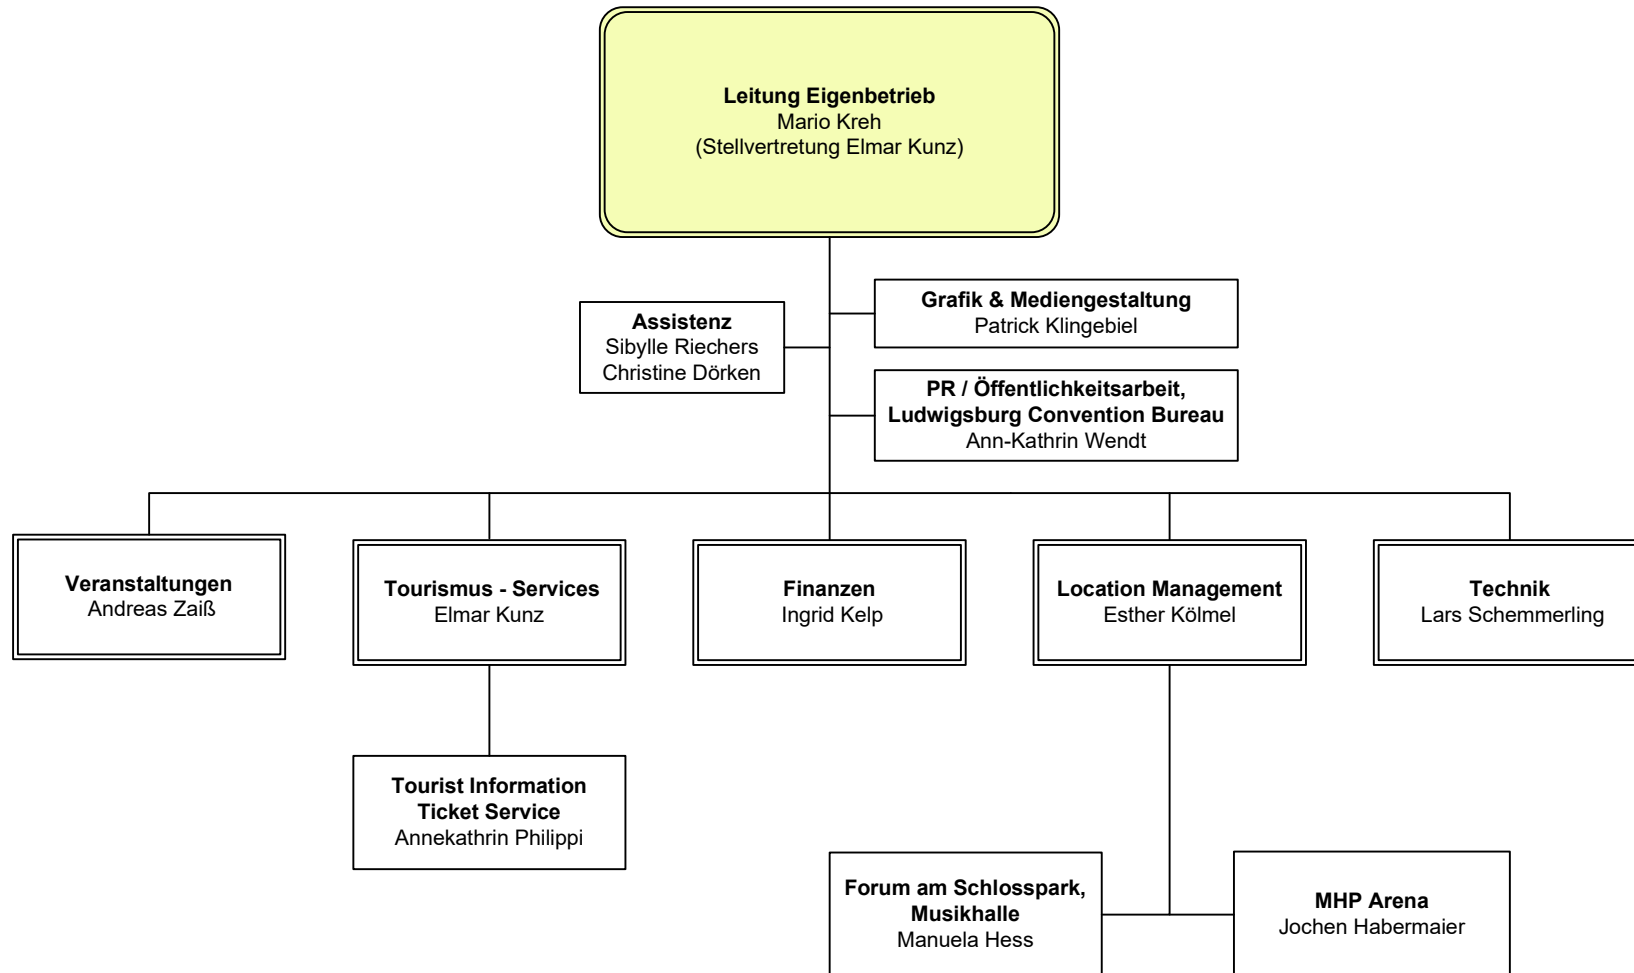 Leitung Eigenbetrieb
Mario Kreh
(Stellvertretung Elmar Kunz)
Grafik & Mediengestaltung
Patrick Klingebiel
Assistenz
Sibylle Riechers
Christine Dörken
PR / Öffentlichkeitsarbeit,
Ludwigsburg Convention Bureau
Ann-Kathrin Wendt
Veranstaltungen
Andreas Zaiß
Tourismus - Services
Elmar Kunz
Finanzen
Ingrid Kelp
Location Management
Esther Kölmel
Technik
Lars Schemmerling
Tourist Information
Ticket Service
Annekathrin Philippi
Forum am Schlosspark,
Musikhalle
Manuela Hess
MHP Arena
Jochen Habermaier